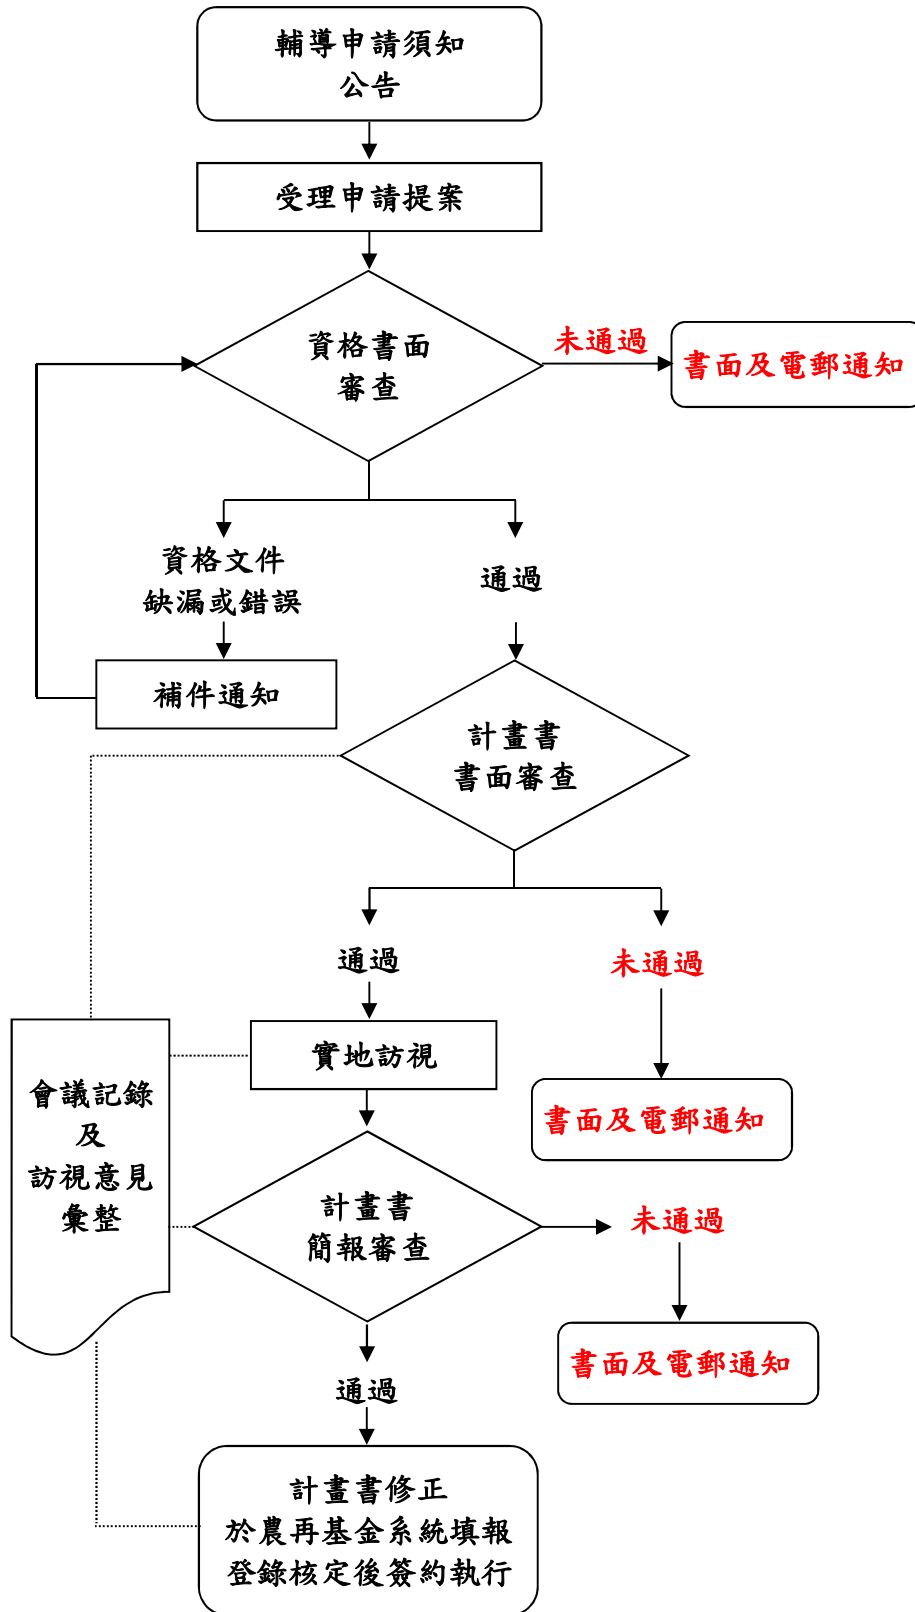 輔導申請須知
公告
受理申請提案
資格書面
審查
未通過
書面及電郵通知
資格文件
缺漏或錯誤
通過
補件通知
計畫書
書面審查
通過
未通過
實地訪視
書面及電郵通知
會議記錄
及
訪視意見
彙整
計畫書
簡報審查
未通過
書面及電郵通知
通過
計畫書修正
於農再基金系統填報
登錄核定後簽約執行